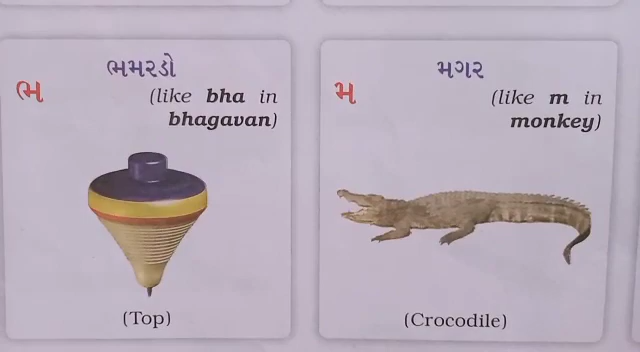 ભમરડો
ભ
(like bha in
bhagavan)
(Top)
મગર
મ
(like m in
monkey)
(Crocodile)